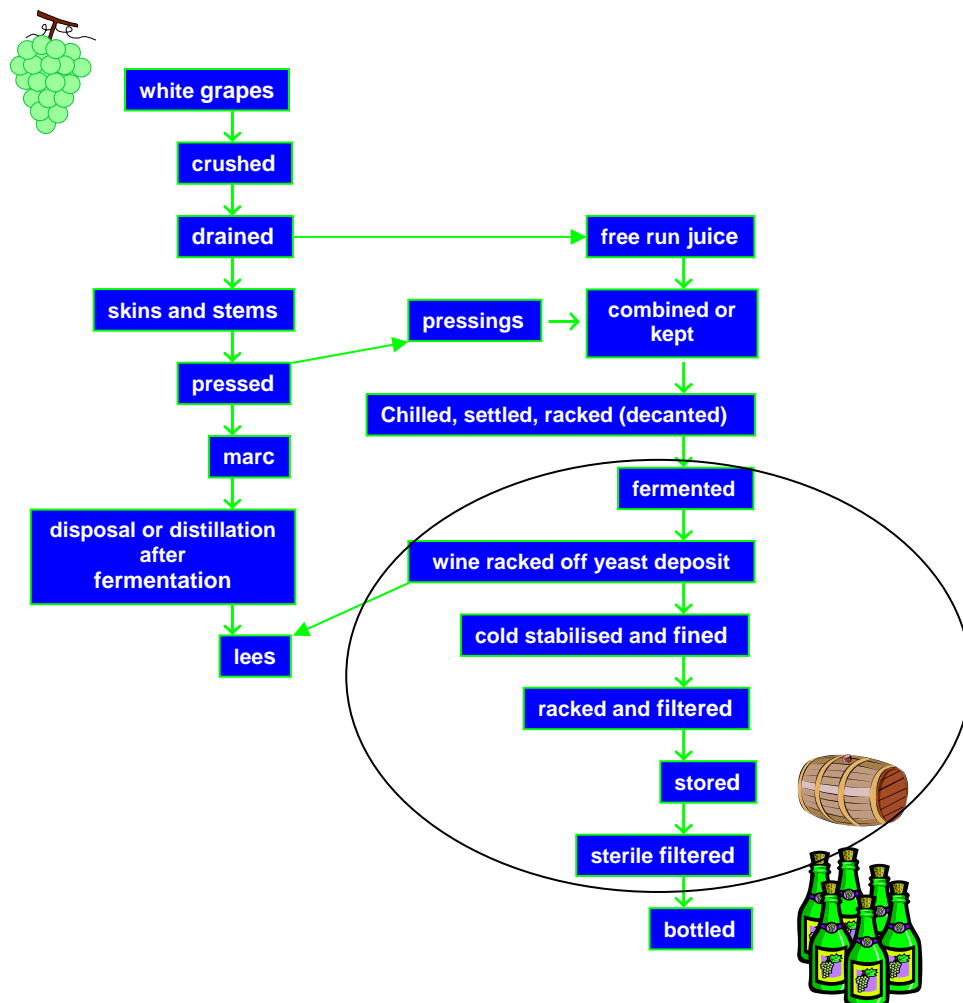 white grapes
crushed
drained
free run juice
skins and stems
pressings
combined or
kept
pressed
Chilled, settled, racked (decanted)
marc
fermented
disposal or distillation
after
fermentation
wine racked off yeast deposit
cold stabilised and fined
lees
racked and filtered
stored
sterile filtered
bottled